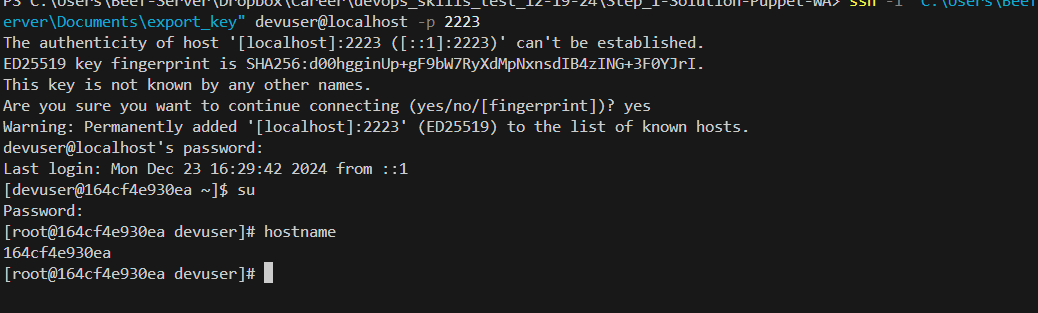 PS C:\Users\Beef-Server\Dropbox\Career\devops_skills_test_12-19-24\Step_1-Solution-Puppet-WA> ssh -i "C:\Users\Beef
erver\Documents\export_key" devuser@localhost -p 2223
The authenticity of host '[localhost]:2223 ([::1]:2223)' can't be established.
ED25519 key fingerprint is SHA256:d00hgginUp+gF9bW7RyXdMpNxnsdIB4zING+3F0YJrI.
This key is not known by any other names.
Are you sure you want to continue connecting (yes/no/[fingerprint])? yes
Warning: Permanently added '[localhost]:2223' (ED25519) to the list of known hosts.
devuser@localhost's password:
Last login: Mon Dec 23 16:29:42 2024 from ::1
[devuser@164cf4e930ea ~]$ su
Password:
[root@164cf4e930ea devuser]# hostname
164cf4e930ea
[root@164cf4e930ea devuser]#